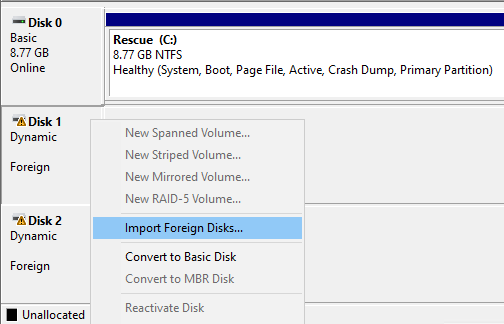 Disk 0
Basic
8.77 GB
Online
Rescue (C:)
8.77 GB NTFS
Healthy (System, Boot, Page File, Active, Crash Dump, Primary Partition)
Disk 1
Dynamic
Foreign
New Spanned Volume...
New Striped Volume...
New Mirrored Volume...
New RAID-5 Volume...
Import Foreign Disks...
Convert to Basic Disk
Convert to MBR Disk
Reactivate Disk
Disk 2
Dynamic
Foreign
Unallocated